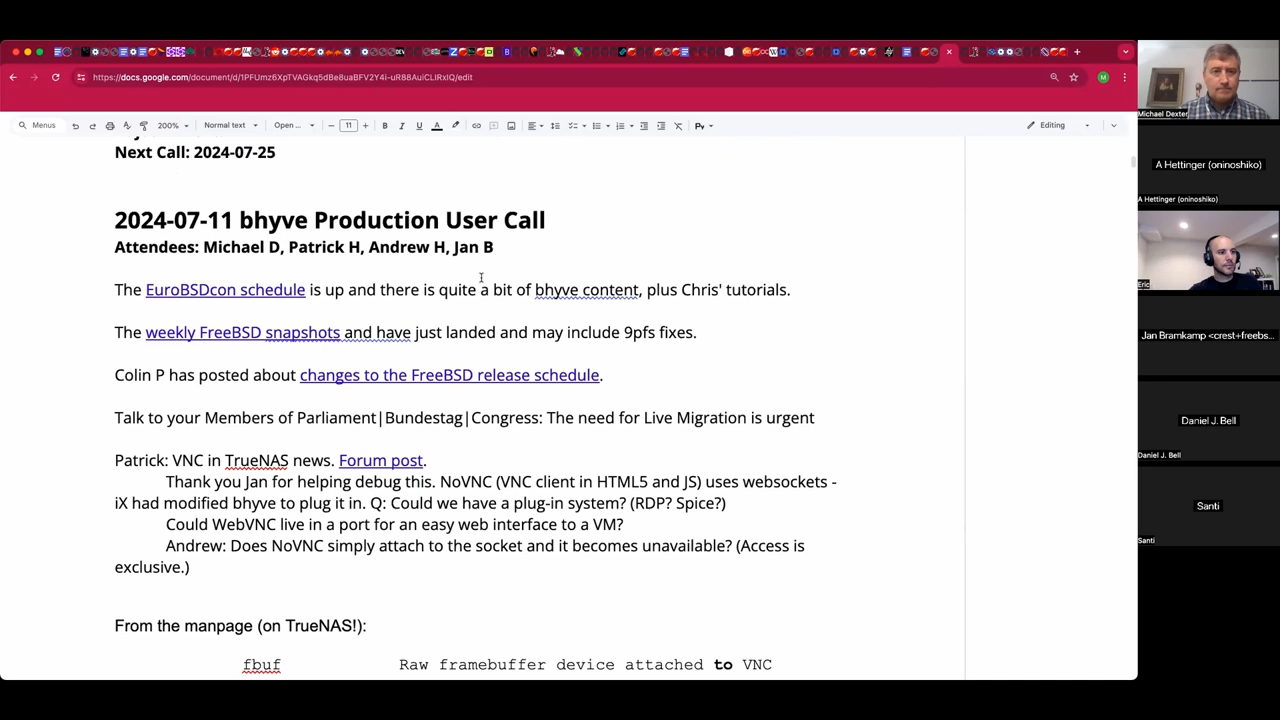 https://docs.google.com/document/d/1PFUmz6XpTVAGkq5dBe8uaBFV2Y4i-uR88AuiCLIRxIQ/edit
M
Menus
200%
Normal text
Open ...
11
Editing
Next Call: 2024-07-25
2024-07-11 bhyve Production User Call
Attendees: Michael D, Patrick H, Andrew H, Jan B
The EuroBSDcon schedule is up and there is quite a bit of bhyve content, plus Chris' tutorials.
The weekly FreeBSD snapshots and have just landed and may include 9pfs fixes.
Colin P has posted about changes to the FreeBSD release schedule.
Talk to your Members of Parliament|Bundestag|Congress: The need for Live Migration is urgent
Patrick: VNC in TrueNAS news. Forum post.
Thank you Jan for helping debug this. NoVNC (VNC client in HTML5 and JS) uses websockets -
iX had modified bhyve to plug it in. Q: Could we have a plug-in system? (RDP? Spice?)
Could WebVNC live in a port for an easy web interface to a VM?
Andrew: Does NoVNC simply attach to the socket and it becomes unavailable? (Access is
exclusive.)
From the manpage (on TrueNAS!):
fbuf Raw framebuffer device attached to VNC
Michael Dexter
A Hettinger (oninoshiko)
A Hettinger (oninoshiko)
Eric
Jan Bramkamp <crest+freebs...
Daniel J. Bell
Daniel J. Bell
Santi
Santi